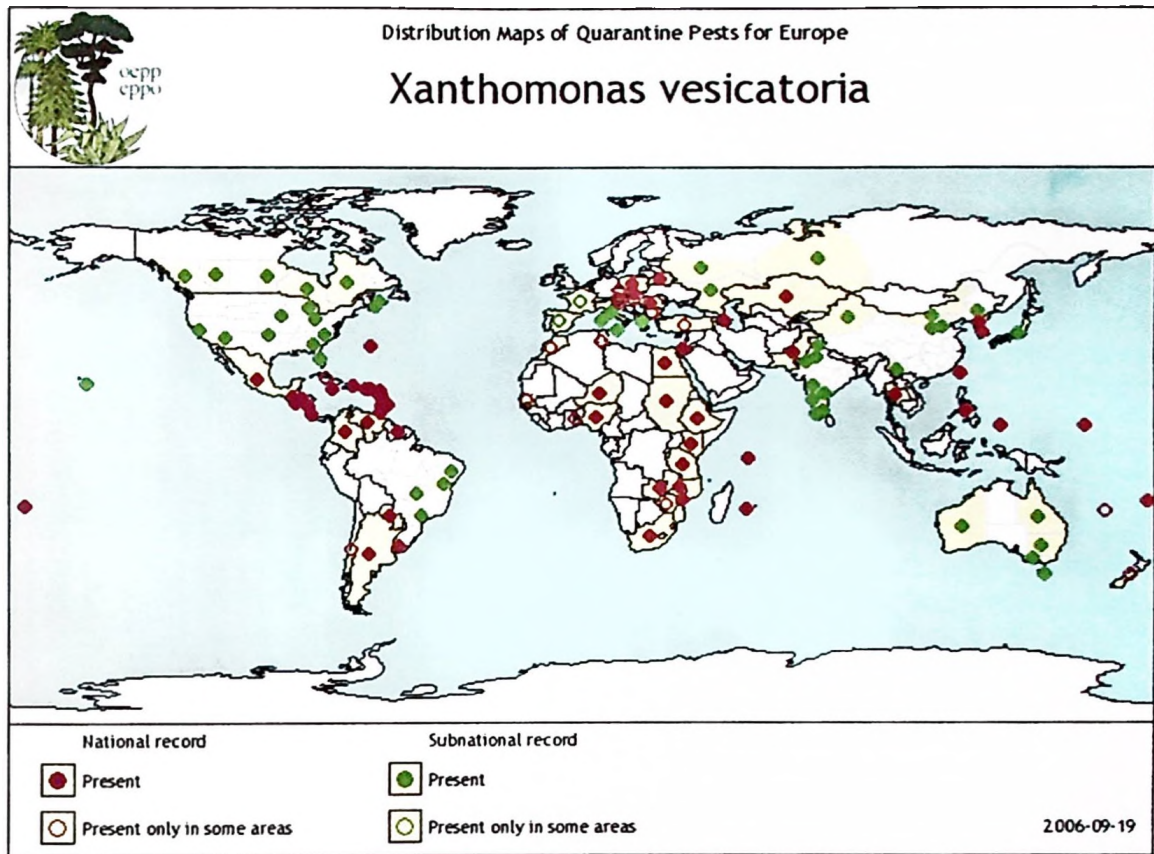 oepp
eppo
Distribution Maps of Quarantine Pests for Europe
Xanthomonas vesicatoria
National record
Present
Present only in some areas
Subnational record
Present
Present only in some areas
2006-09-19